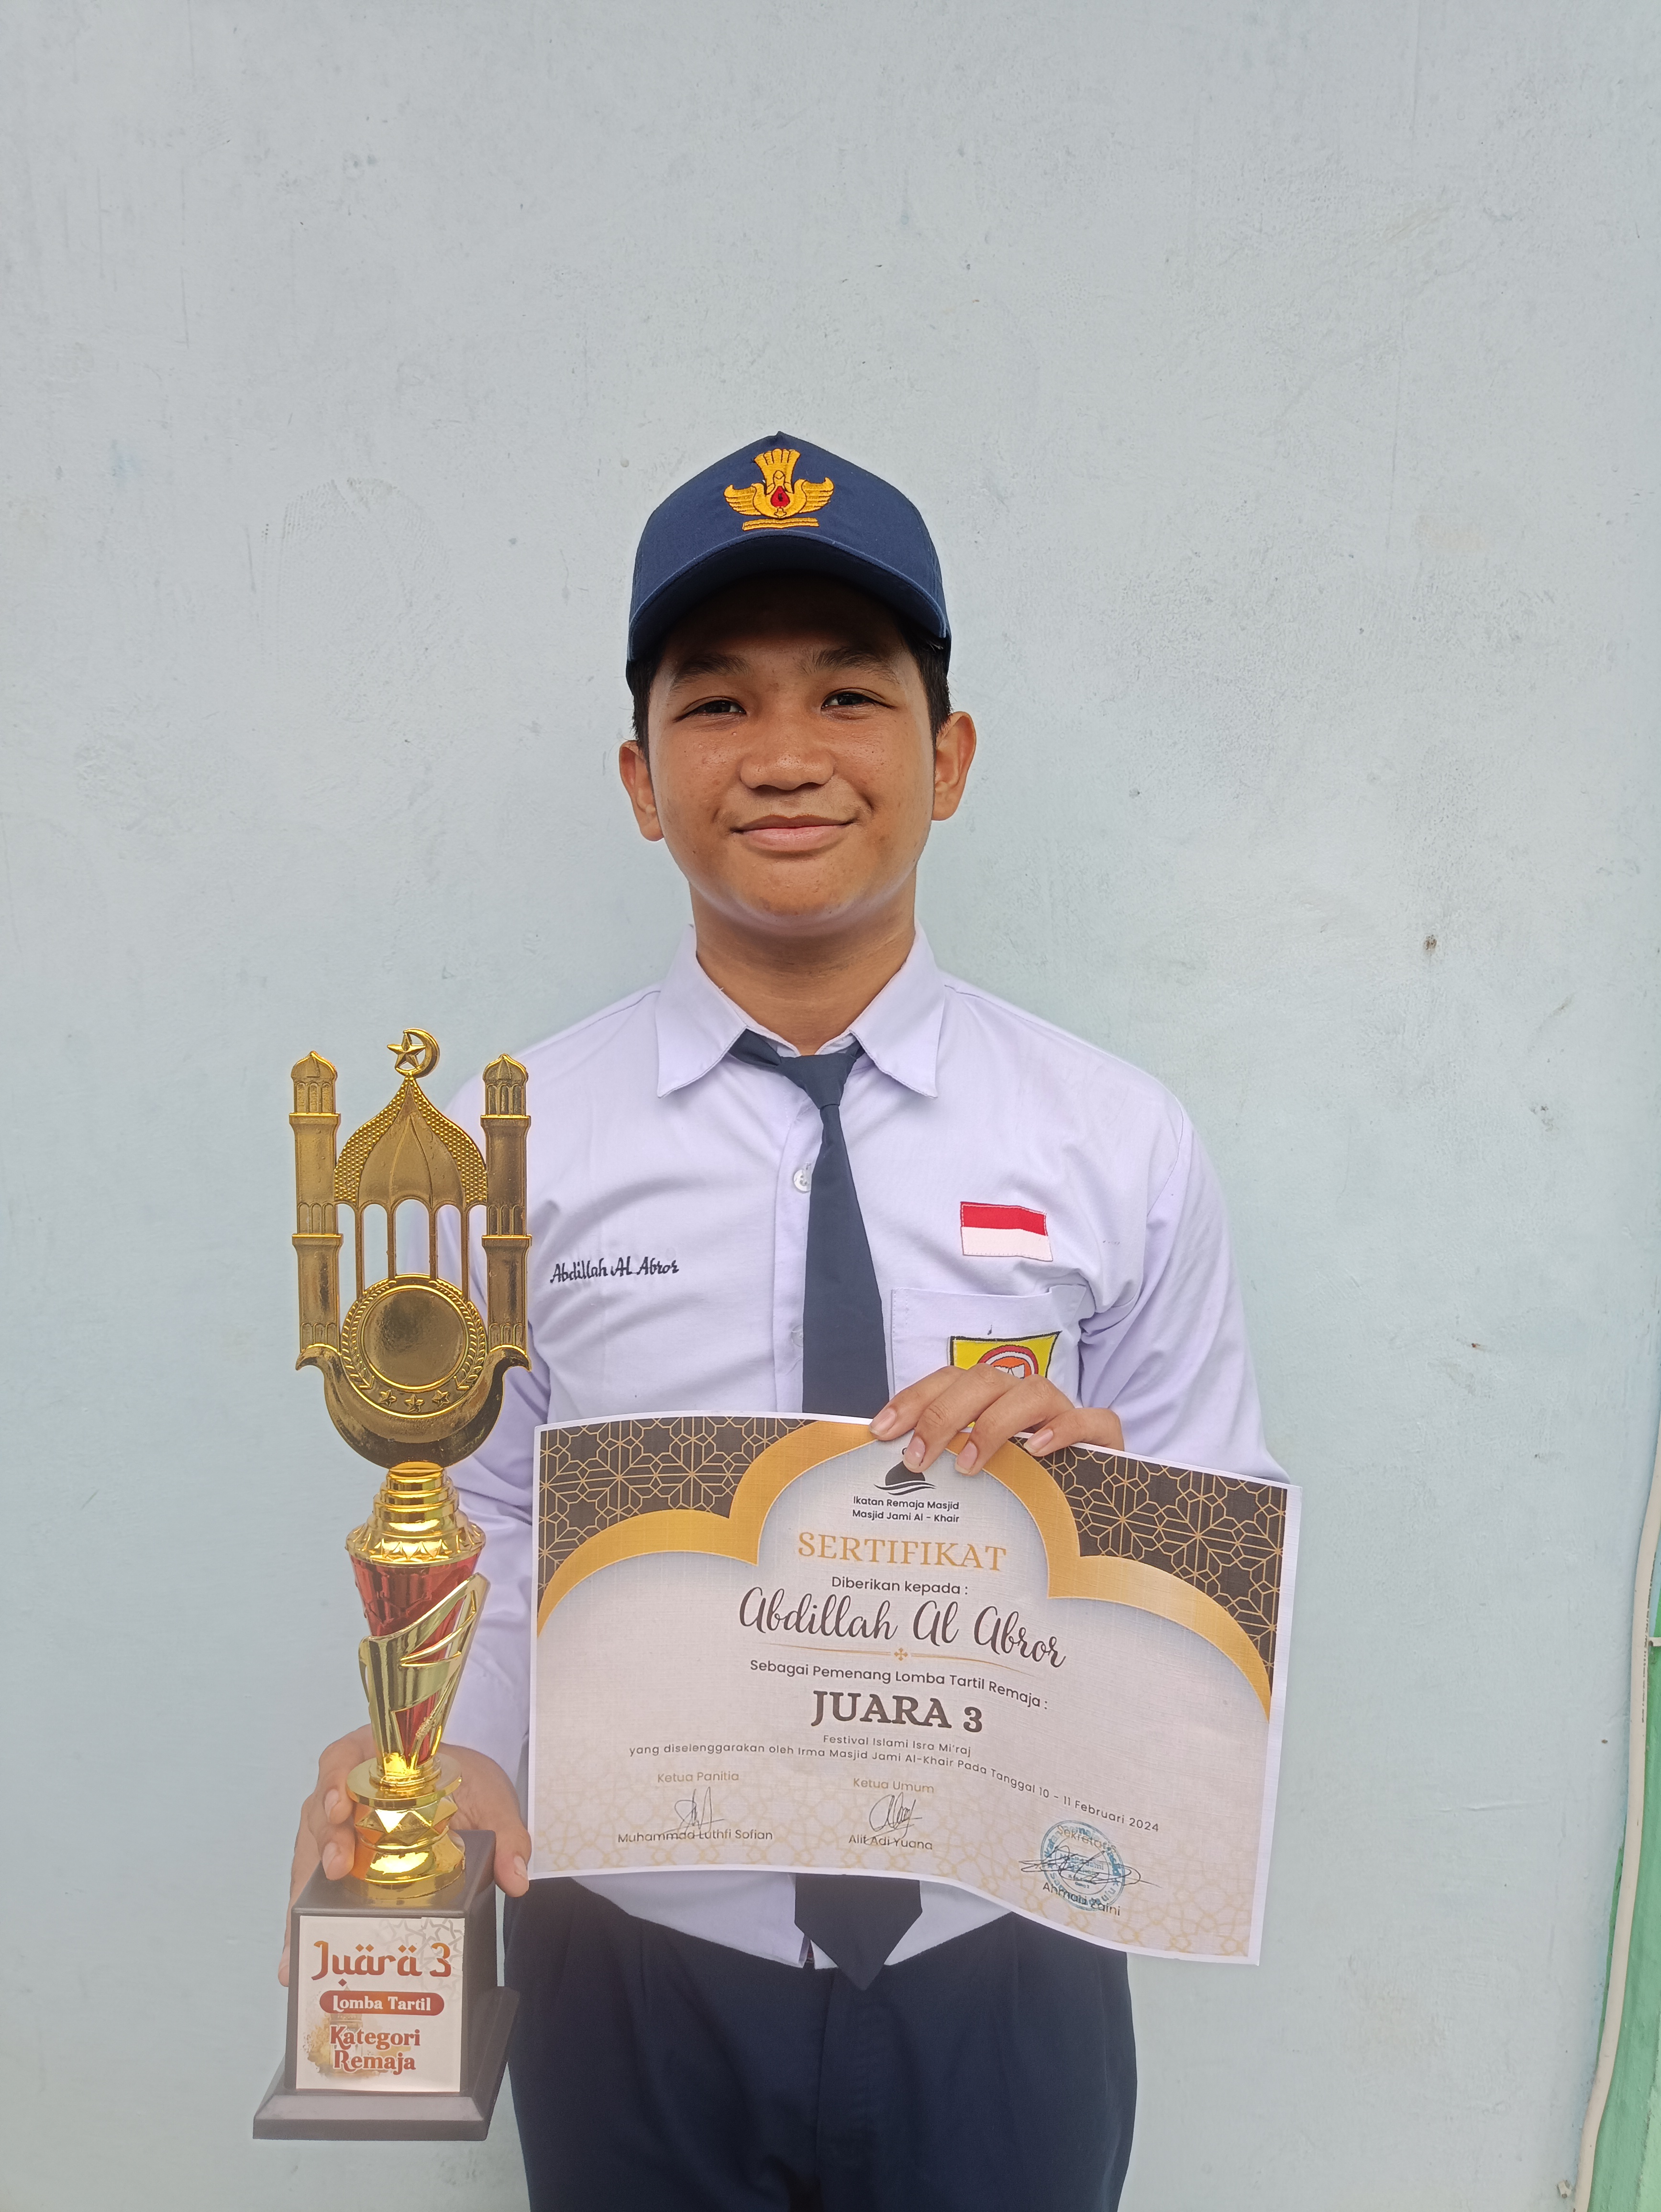 Abdillah Al Abror
Ikatan Remaja Masjid
Masjid Jami Al - Khair
SERTIFIKAT
Diberikan kepada :
Abdillah Al Abror
Sebagai Pemenang Lomba Tartil Remaja :
JUARA 3
Festival Islami Isra Mi'raj
yang diselenggarakan oleh Irma Masjid Jami Al-Khair Pada Tanggal 10 - 11 Februari 2024
Ketua Panitia
Muhammad Luthfi Sofian
Ketua Umum
Alif Adi Yuana
Ahmad Zaini
Juara 3
Lomba Tartil
Kategori
Remaja